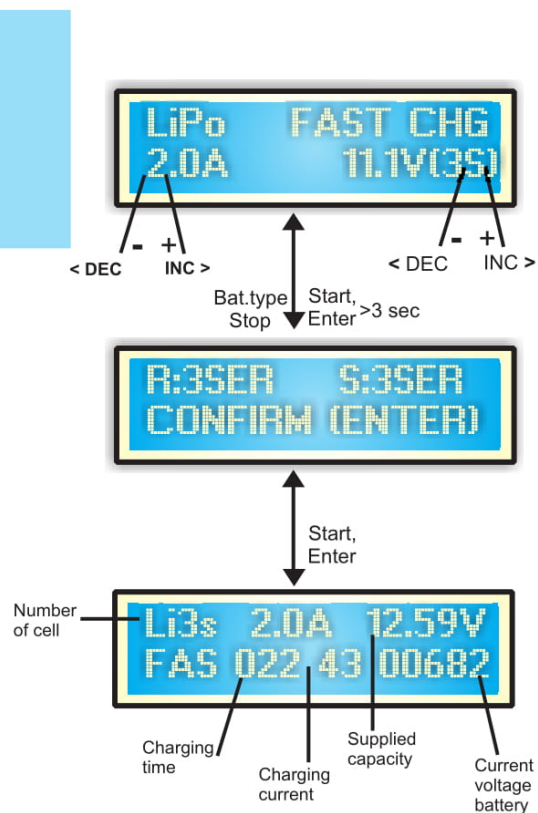 LiPo FAST CHG
2.0A 11.1V(3S)
- +
< DEC INC >
- +
< DEC INC >
Bat.type
Stop
Start,
Enter
>3 sec
R:3SER S:3SER
CONFIRM (ENTER)
Start,
Enter
Number
of cell
Li3s 2.0A 12.59V
FAS 022 43 00682
Charging
time
Charging
current
Supplied
capacity
Current
voltage
battery